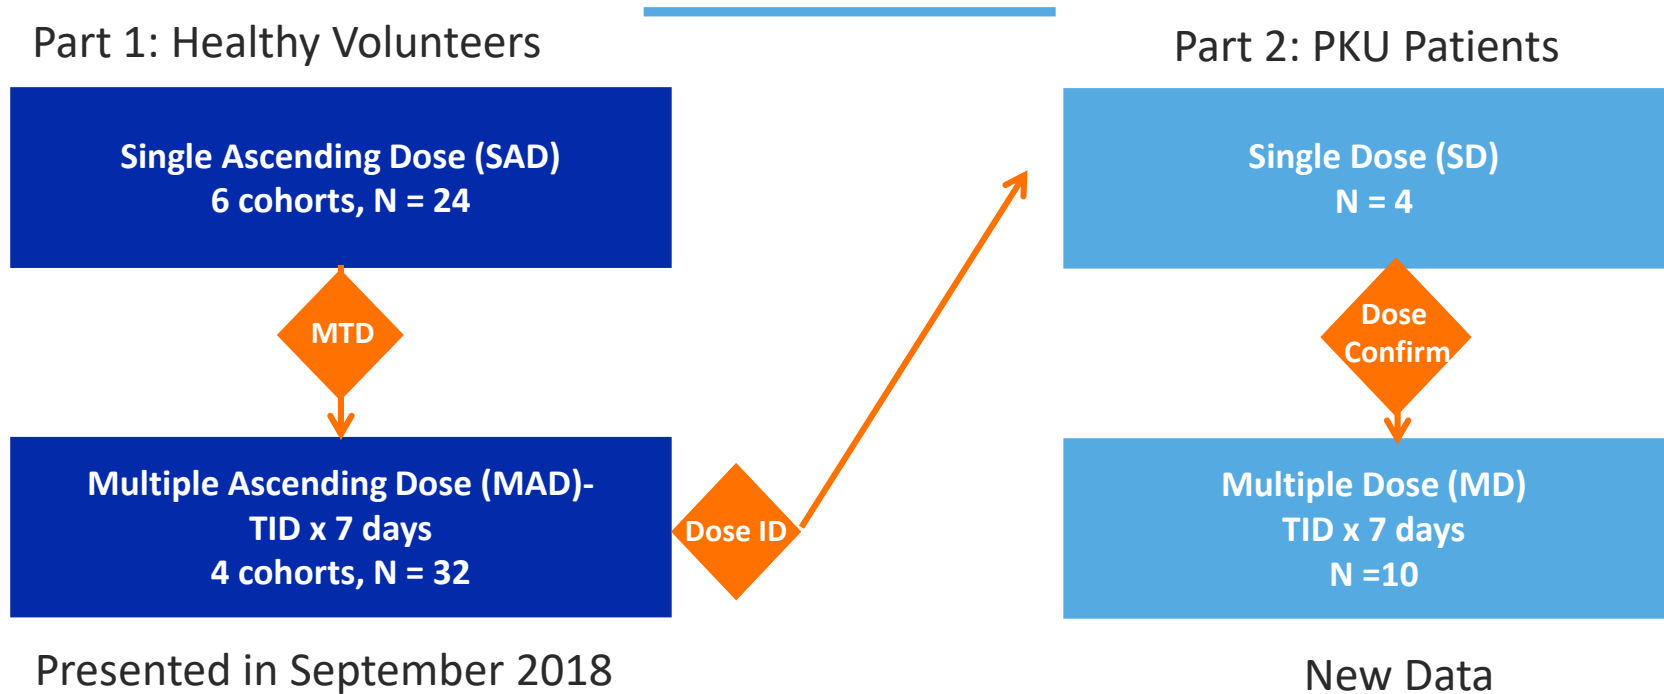 Part 1: Healthy Volunteers
Single Ascending Dose (SAD)
6 cohorts, N = 24
MTD
Multiple Ascending Dose (MAD)-
TID x 7 days
4 cohorts, N = 32
Presented in September 2018
Dose ID
Part 2: PKU Patients
Single Dose (SD)
N = 4
Dose
Confirm
Multiple Dose (MD)
TID x 7 days
N =10
New Data